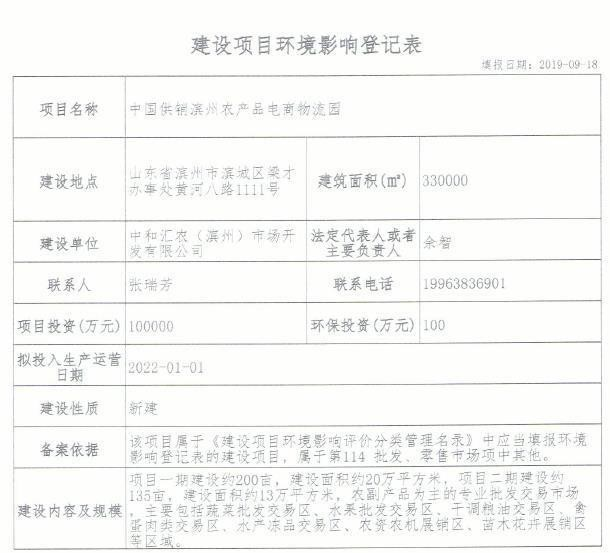 建设项目环境影响登记表
填报日期：2019-09-18
项目名称 中国供销滨州农产品电商物流园
建设地点 山东省滨州市滨城区梁才办事处黄河八路1111号 建筑面积(㎡) 330000
建设单位 中和汇农（滨州）市场开发有限公司 法定代表人或者主要负责人 余智
联系人 张瑞芳 联系电话 19963836901
项目投资(万元) 100000 环保投资(万元) 100
拟投入生产运营日期 2022-01-01
建设性质 新建
备案依据 该项目属于《建设项目环境影响评价分类管理名录》中应当填报环境
影响登记表的建设项目，属于第114 批发、零售市场项中其他。
建设内容及规模 项目一期建设约200亩，建设面积约20万平方米，项目二期建设约
135亩，建设面积约13万平方米，农副产品为主的专业批发交易市场
，主要包括蔬菜批发交易区、水果批发交易区、干调粮油交易区、禽
蛋肉类交易区、水产冻品交易区、农资农机展销区、苗木花卉展销区
等区域。